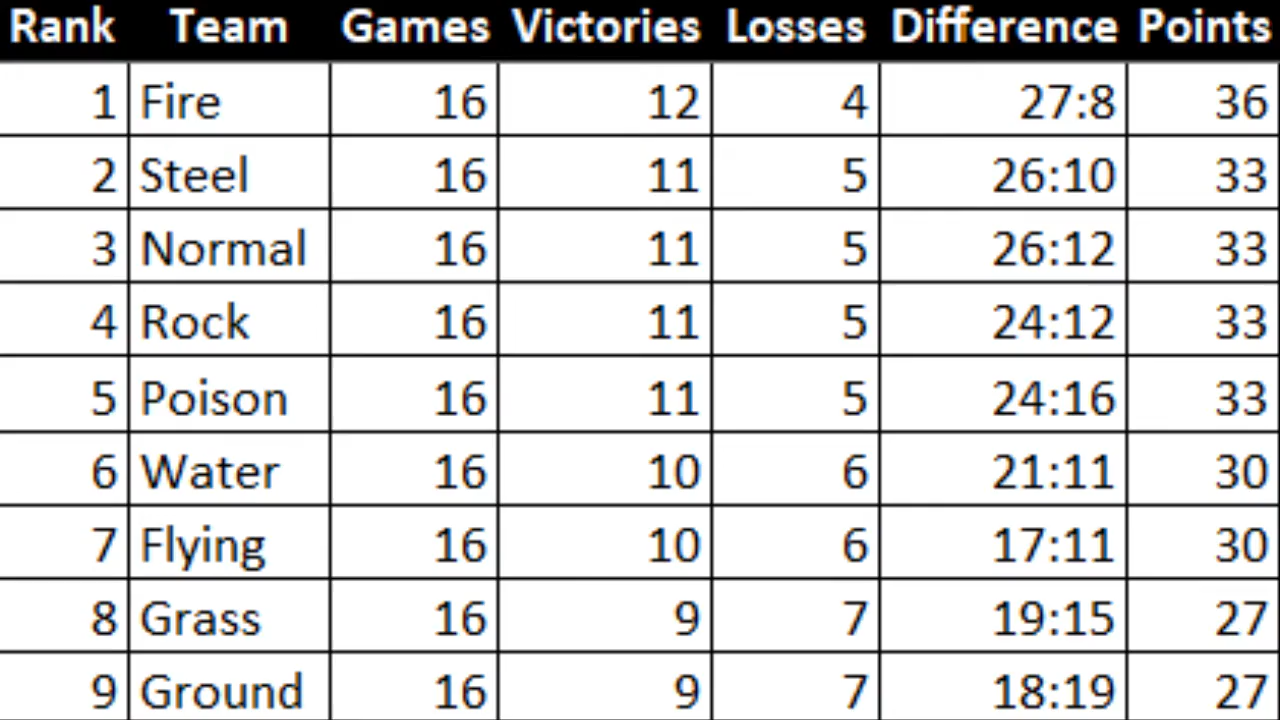 Rank Team Games Victories Losses Difference Points
1 Fire 16 12 4 27:8 36
2 Steel 16 11 5 26:10 33
3 Normal 16 11 5 26:12 33
4 Rock 16 11 5 24:12 33
5 Poison 16 11 5 24:16 33
6 Water 16 10 6 21:11 30
7 Flying 16 10 6 17:11 30
8 Grass 16 9 7 19:15 27
9 Ground 16 9 7 18:19 27